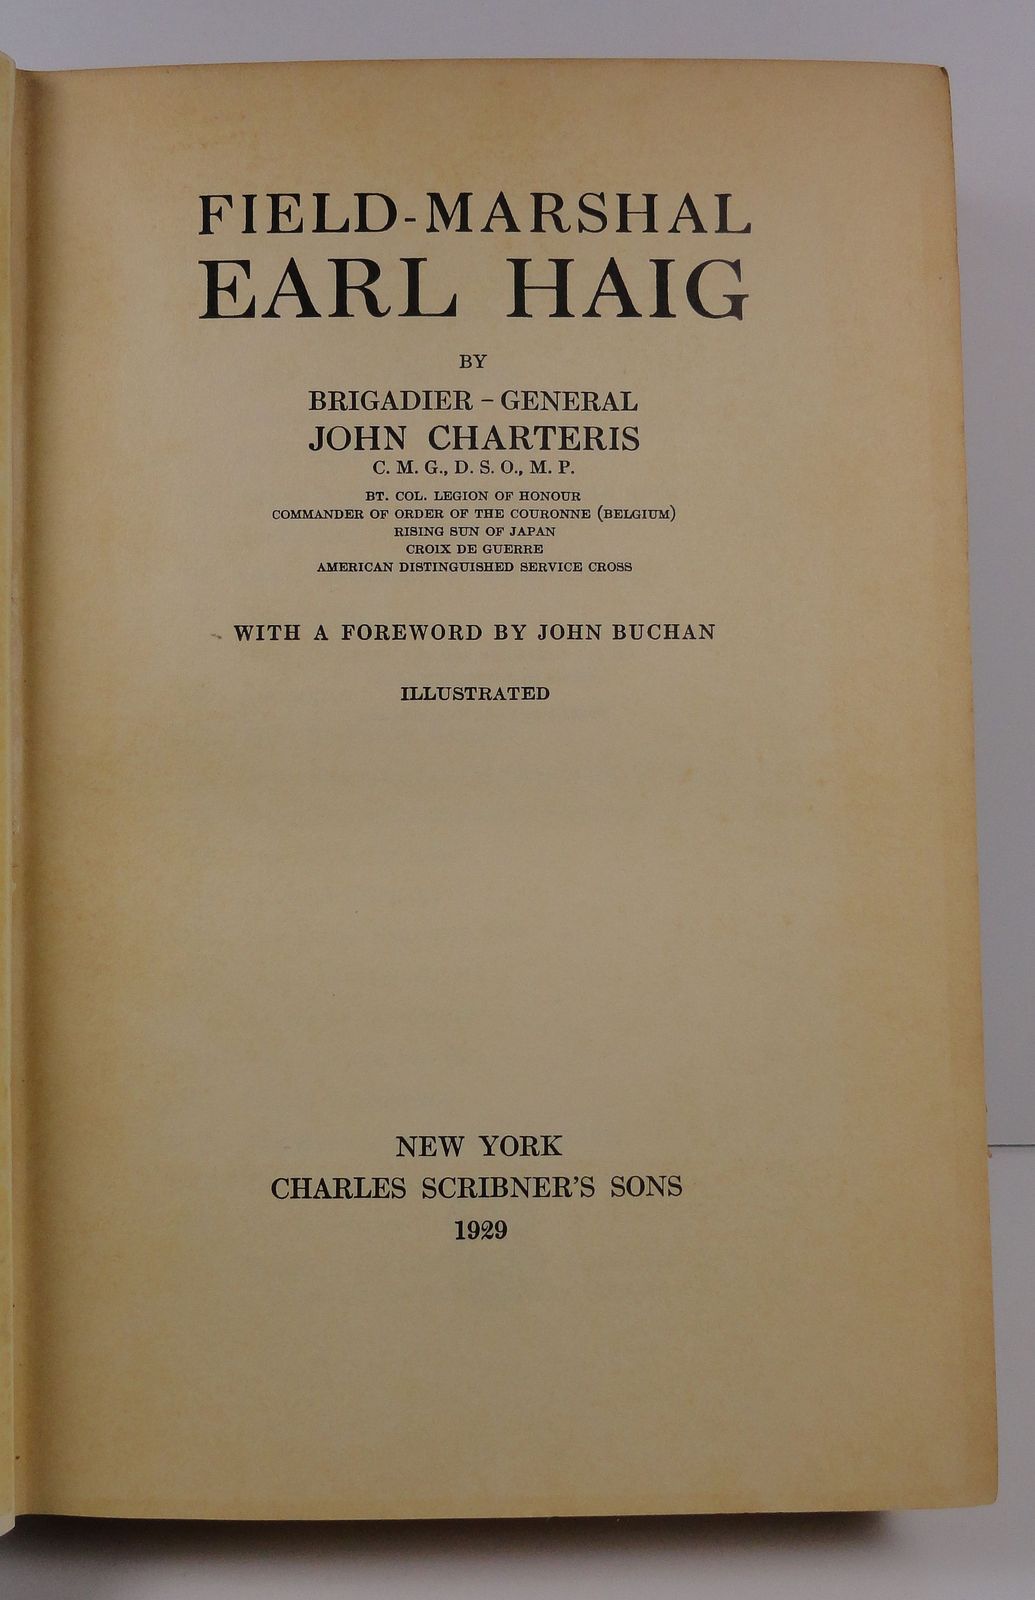 FIELD-MARSHAL
EARL HAIG
BY
BRIGADIER – GENERAL
JOHN CHARTERIS
C. M. G., D. S. O., M. P.
BT. COL. LEGION OF HONOUR
COMMANDER OF ORDER OF THE COURONNE (BELGIUM)
RISING SUN OF JAPAN
CROIX DE GUERRE
AMERICAN DISTINGUISHED SERVICE CROSS
WITH A FOREWORD BY JOHN BUCHAN
ILLUSTRATED
NEW YORK
CHARLES SCRIBNER'S SONS
1929